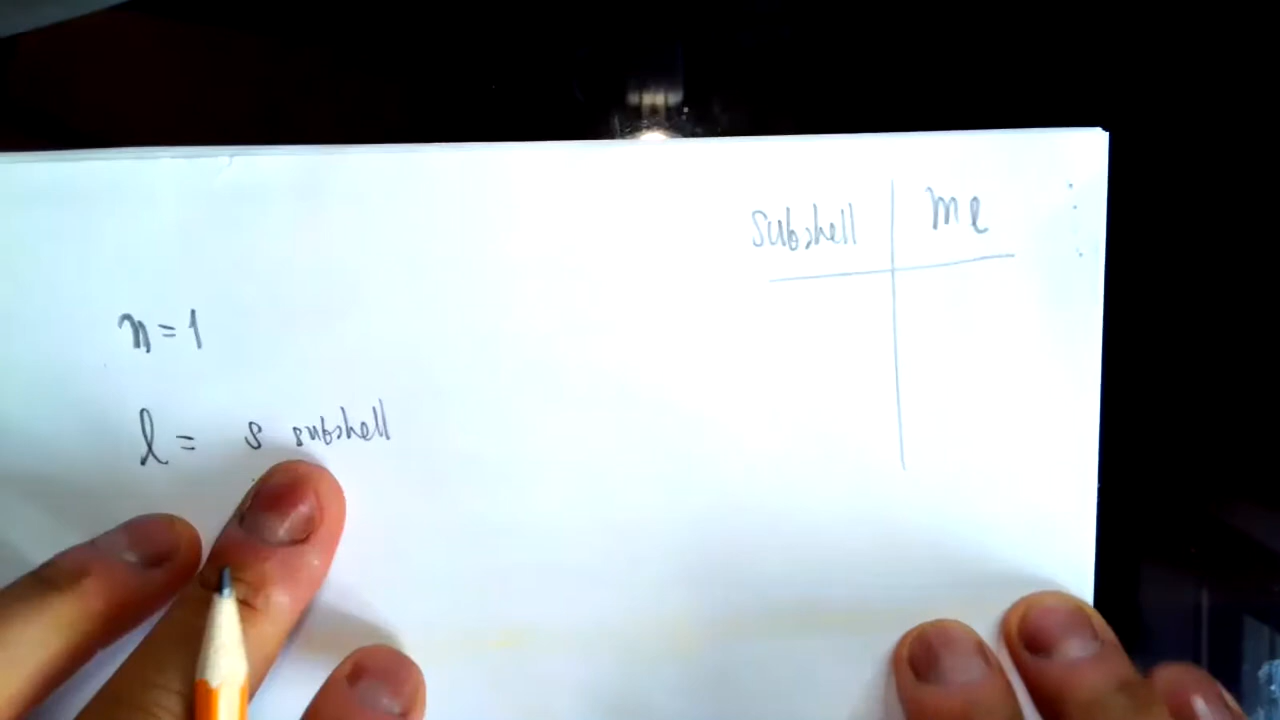 subshell | ml
n = 1
l = s subshell